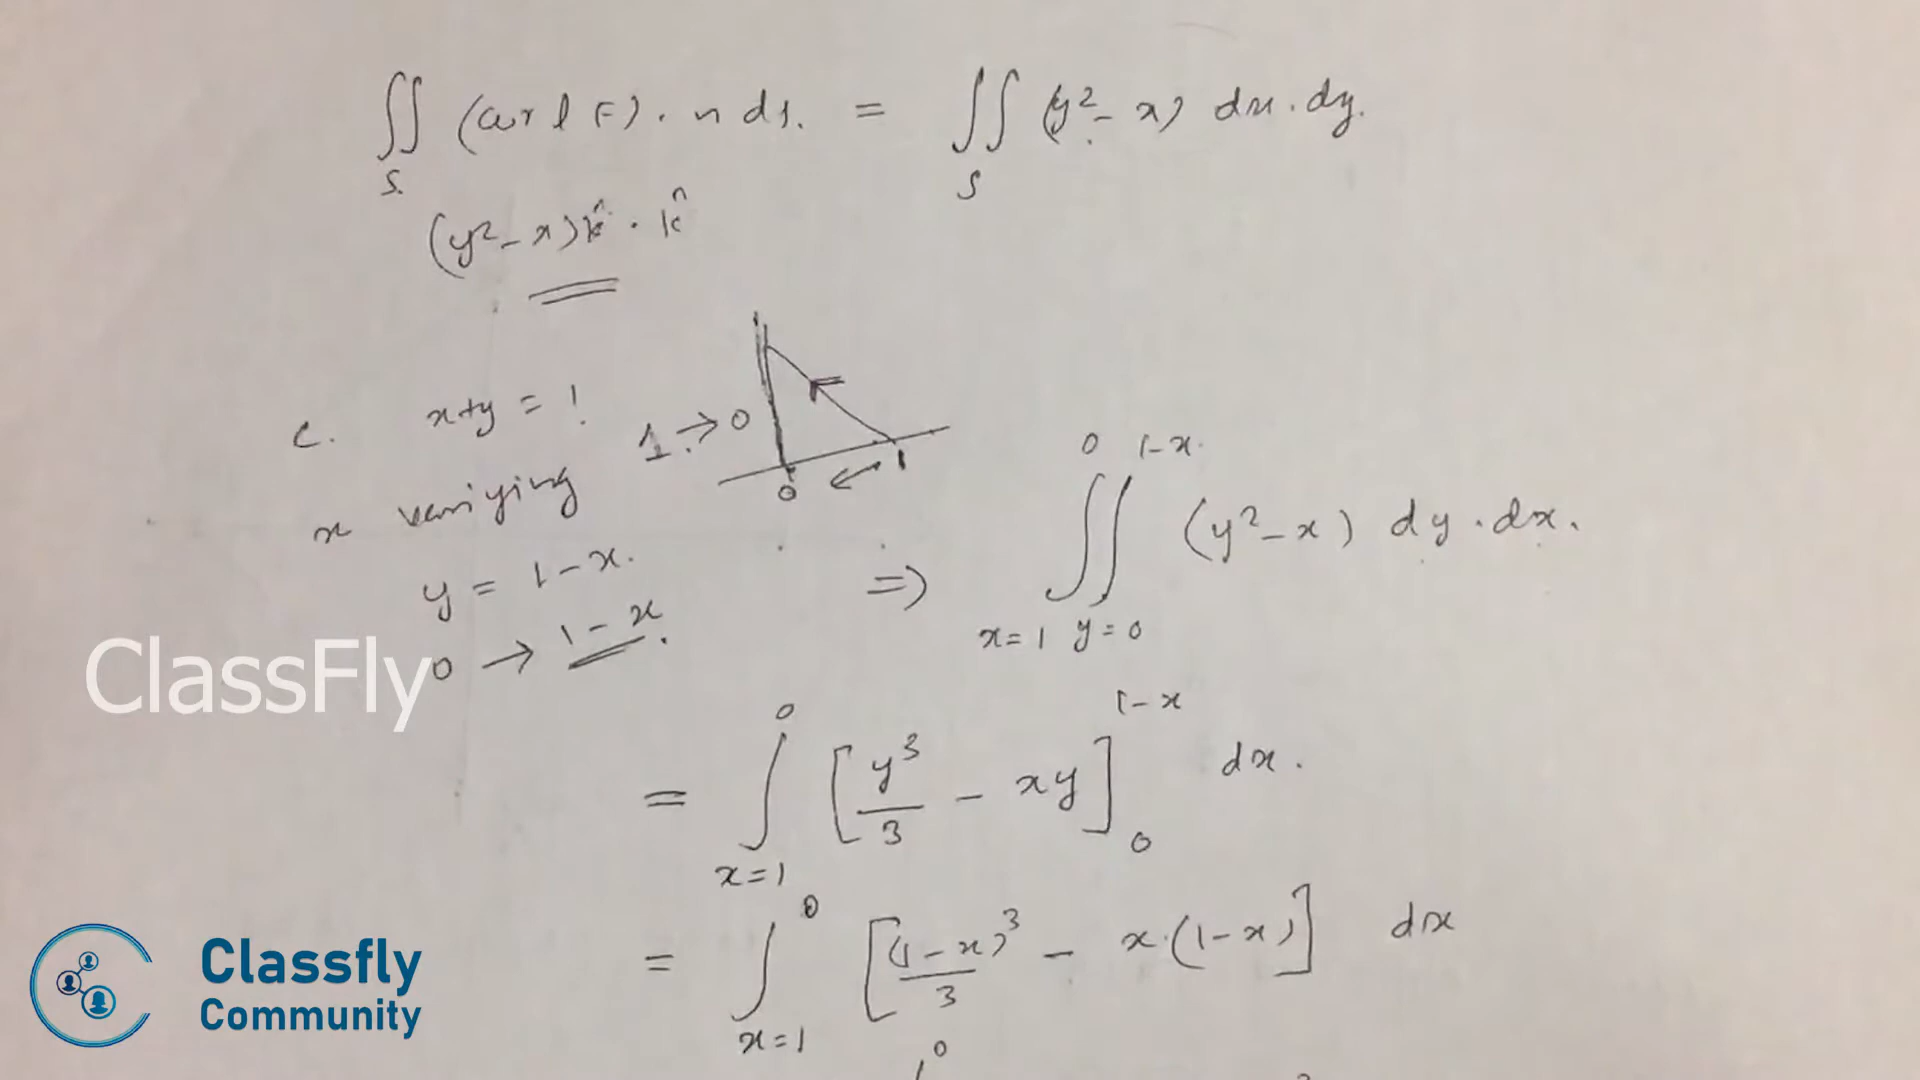 ∬ (curl F) . n ds. = ∬ (y² - x) dx . dy.
S. S
(y² - x) k̂ . k̂
c. x+y = 1
1 → 0
0 1
x variying
y = 1 - x.
0 → 1 - x.
0 1-x.
=> ∬ (y² - x) dy . dx.
x=1 y=0
ClassFly
0 1-x
= ∫ [y³/3 - xy] dx.
x=1 0
0
= ∫ [(1-x)³/3 - x.(1-x)] dx
x=1
0
Classfly
Community